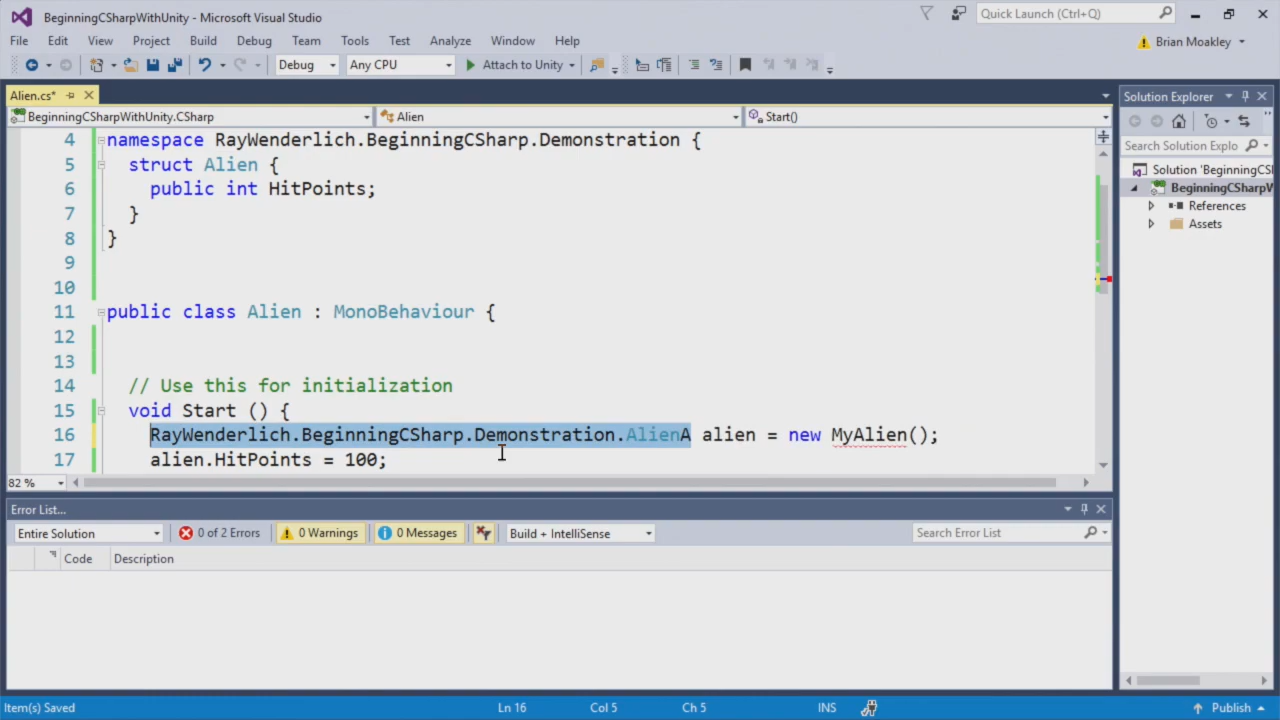 BeginningCSharpWithUnity - Microsoft Visual Studio
Quick Launch (Ctrl+Q)
File Edit View Project Build Debug Team Tools Test Analyze Window Help
Brian Moakley
Debug Any CPU Attach to Unity
Alien.cs*
BeginningCSharpWithUnity.CSharp Alien Start()
4 namespace RayWenderlich.BeginningCSharp.Demonstration {
5 struct Alien {
6 public int HitPoints;
7 }
8 }
9
10
11 public class Alien : MonoBehaviour {
12
13
14 // Use this for initialization
15 void Start () {
16 RayWenderlich.BeginningCSharp.Demonstration.AlienA alien = new MyAlien();
17 alien.HitPoints = 100;
82 %
Solution Explorer
Search Solution Explo
Solution 'BeginningCS
BeginningCSharpW
References
Assets
Error List...
Entire Solution 0 of 2 Errors 0 Warnings 0 Messages Build + IntelliSense Search Error List
Code Description
Item(s) Saved Ln 16 Col 5 Ch 5 INS Publish